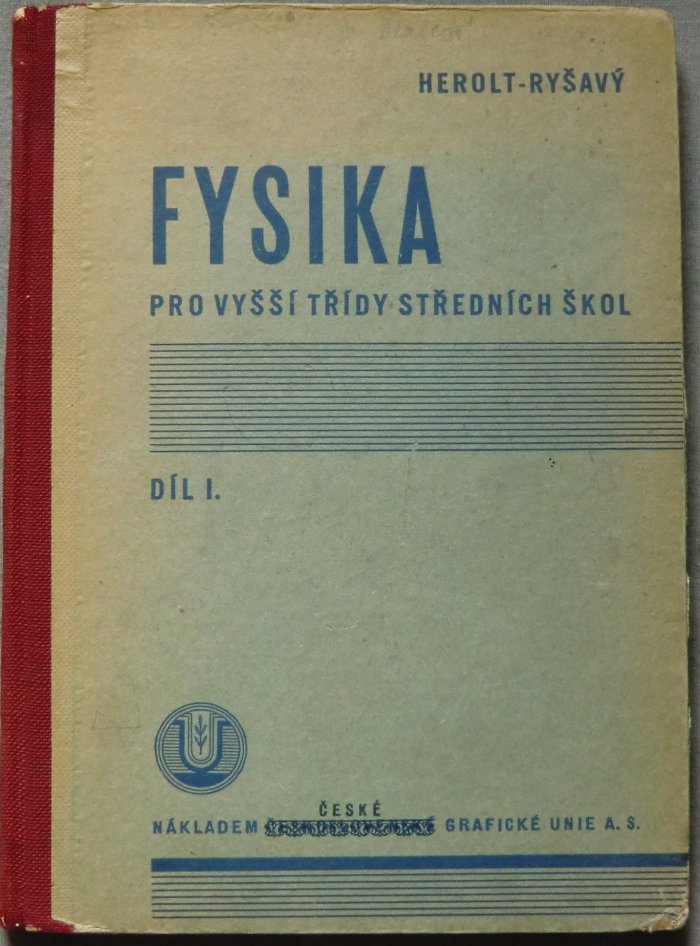 HEROLT-RYŠAVÝ
FYSIKA
PRO VYŠŠÍ TŘÍDY STŘEDNÍCH ŠKOL
DÍL I.
U
ČESKÉ
NÁKLADEM GRAFICKÉ UNIE A. S.